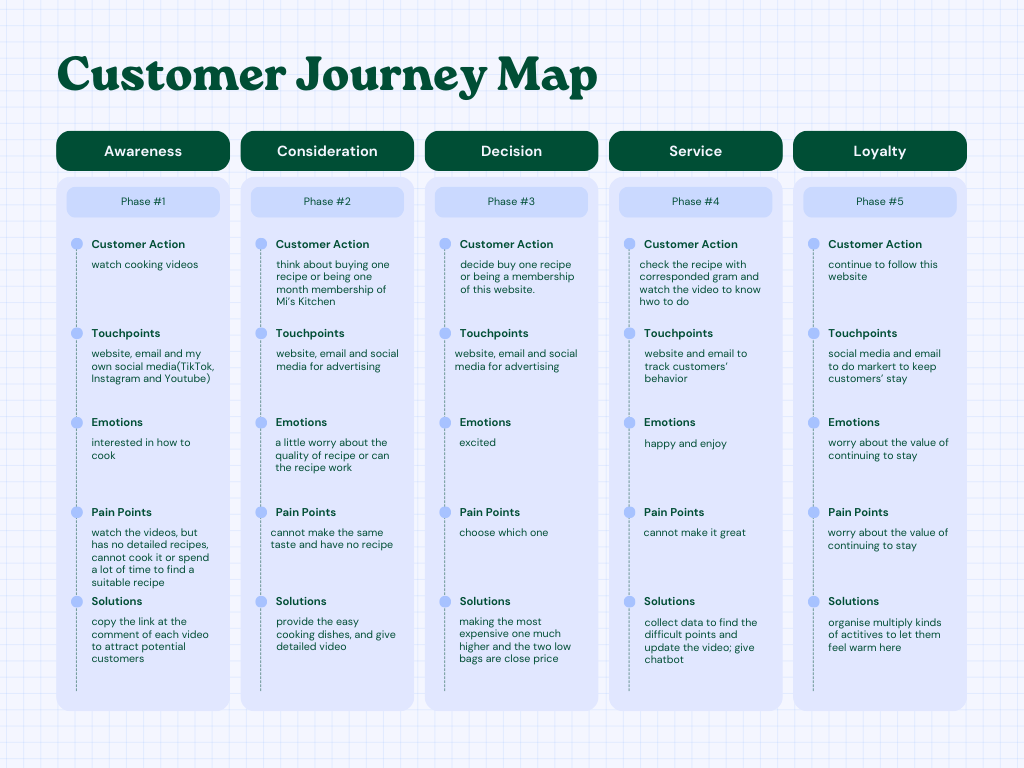 Customer Journey Map
Awareness
Phase #1
Customer Action
watch cooking videos
Touchpoints
website, email and my
own social media(TikTok,
Instagram and Youtube)
Emotions
interested in how to
cook
Pain Points
watch the videos, but
has no detailed recipes,
cannot cook it or spend
a lot of time to find a
suitable recipe
Solutions
copy the link at the
comment of each video
to attract potential
customers
Consideration
Phase #2
Customer Action
think about buying one
recipe or being one
month membership of
Mi's Kitchen
Touchpoints
website, email and social
media for advertising
Emotions
a little worry about the
quality of recipe or can
the recipe work
Pain Points
cannot make the same
taste and have no recipe
Solutions
provide the easy
cooking dishes, and give
detailed video
Decision
Phase #3
Customer Action
decide buy one recipe
or being a membership
of this website.
Touchpoints
website, email and social
media for advertising
Emotions
excited
Pain Points
choose which one
Solutions
making the most
expensive one much
higher and the two low
bags are close price
Service
Phase #4
Customer Action
check the recipe with
corresponded gram and
watch the video to know
hwo to do
Touchpoints
website and email to
track customers'
behavior
Emotions
happy and enjoy
Pain Points
cannot make it great
Solutions
collect data to find the
difficult points and
update the video; give
chatbot
Loyalty
Phase #5
Customer Action
continue to follow this
website
Touchpoints
social media and email
to do markert to keep
customers' stay
Emotions
worry about the value of
continuing to stay
Pain Points
worry about the value of
continuing to stay
Solutions
organise multiply kinds
of actitives to let them
feel warm here